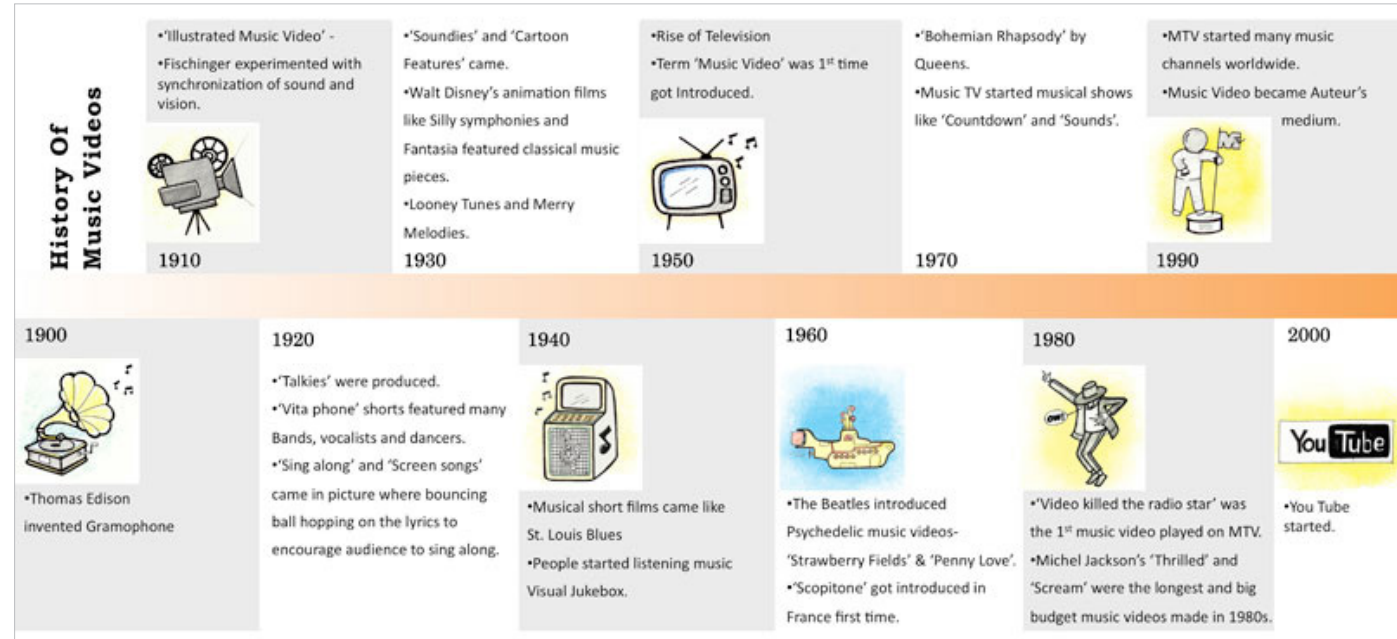 History Of
Music Videos
•‘Illustrated Music Video’ -
•Fischinger experimented with
synchronization of sound and
vision.
1910
•‘Soundies’ and ‘Cartoon
Features’ came.
•Walt Disney’s animation films
like Silly symphonies and
Fantasia featured classical music
pieces.
•Looney Tunes and Merry
Melodies.
1930
•Rise of Television
•Term ‘Music Video’ was 1st time
got Introduced.
1950
•‘Bohemian Rhapsody’ by
Queens.
•Music TV started musical shows
like ‘Countdown’ and ‘Sounds’.
1970
•MTV started many music
channels worldwide.
•Music Video became Auteur’s
medium.
M
1990
1900
•Thomas Edison
invented Gramophone
1920
•‘Talkies’ were produced.
•‘Vita phone’ shorts featured many
Bands, vocalists and dancers.
•‘Sing along’ and ‘Screen songs’
came in picture where bouncing
ball hopping on the lyrics to
encourage audience to sing along.
1940
•Musical short films came like
St. Louis Blues
•People started listening music
Visual Jukebox.
1960
•The Beatles introduced
Psychedelic music videos-
‘Strawberry Fields’ & ‘Penny Love’.
•‘Scopitone’ got introduced in
France first time.
1980
OW!
•‘Video killed the radio star’ was
the 1st music video played on MTV.
•Michel Jackson’s ‘Thrilled’ and
‘Scream’ were the longest and big
budget music videos made in 1980s.
2000
You Tube
•You Tube
started.